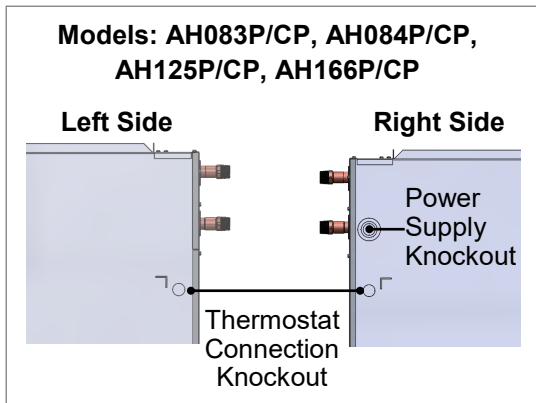 Models: AH083P/CP, AH084P/CP,
AH125P/CP, AH166P/CP
Left Side
Right Side
Power
Supply
Knockout
Thermostat
Connection
Knockout